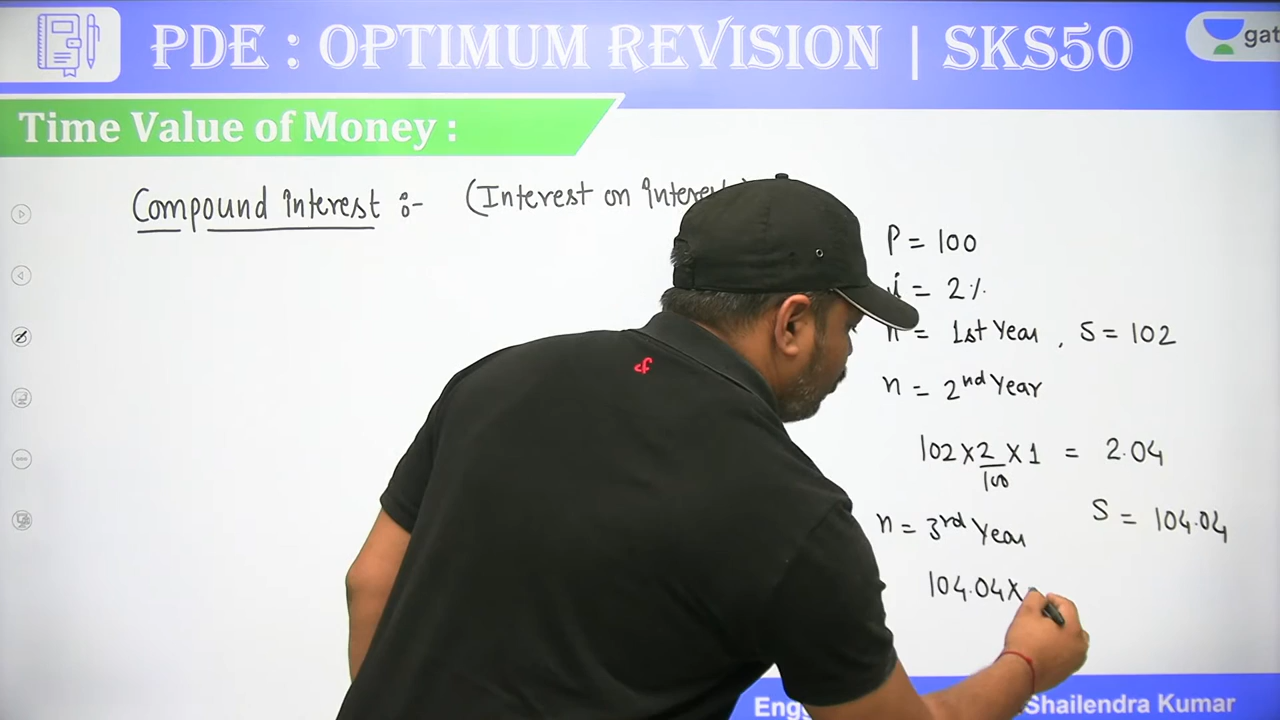 PDE : OPTIMUM REVISION | SKS50
gat
Time Value of Money :
Compound Interest :- (Interest on
P = 100
i = 2%
n = 1st Year , S = 102
n = 2nd Year
102 X 2/100 X 1 = 2.04
S = 104.04
n = 3rd Year
104.04 X
Shailendra Kumar